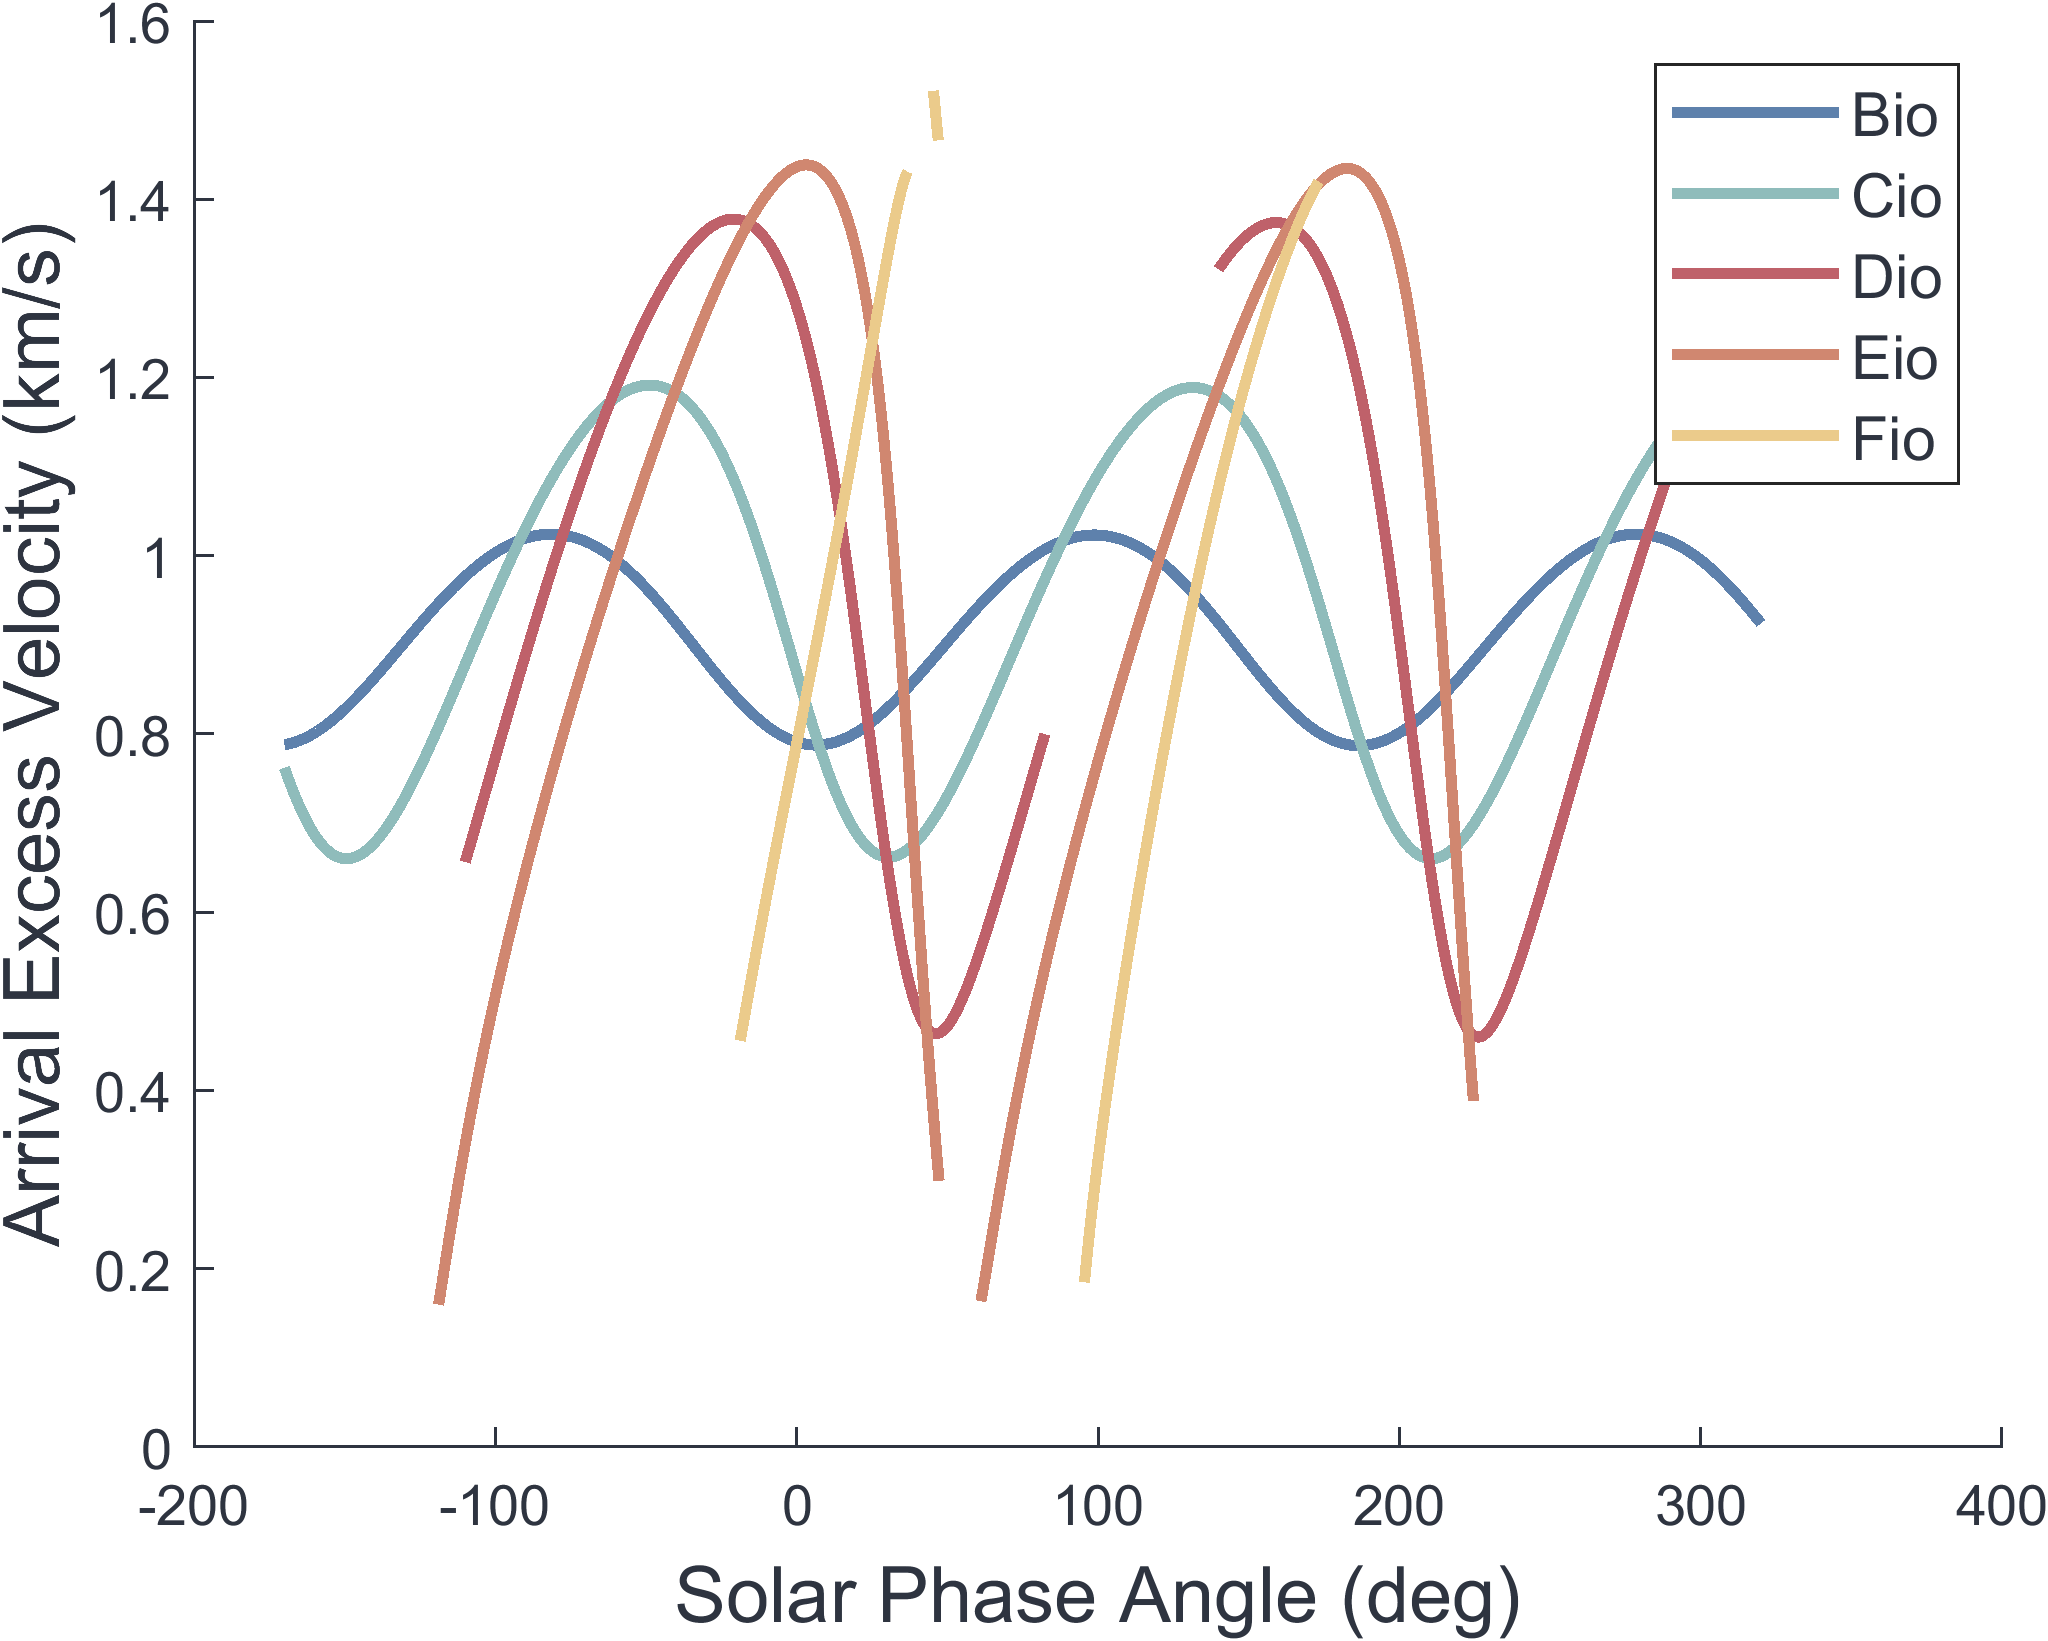 Arrival Excess Velocity (km/s)
1.6
1.4
1.2
1
0.8
0.6
0.4
0.2
0
-200
-100
0
100
200
300
400
Solar Phase Angle (deg)
Bio
Cio
Dio
Eio
Fio